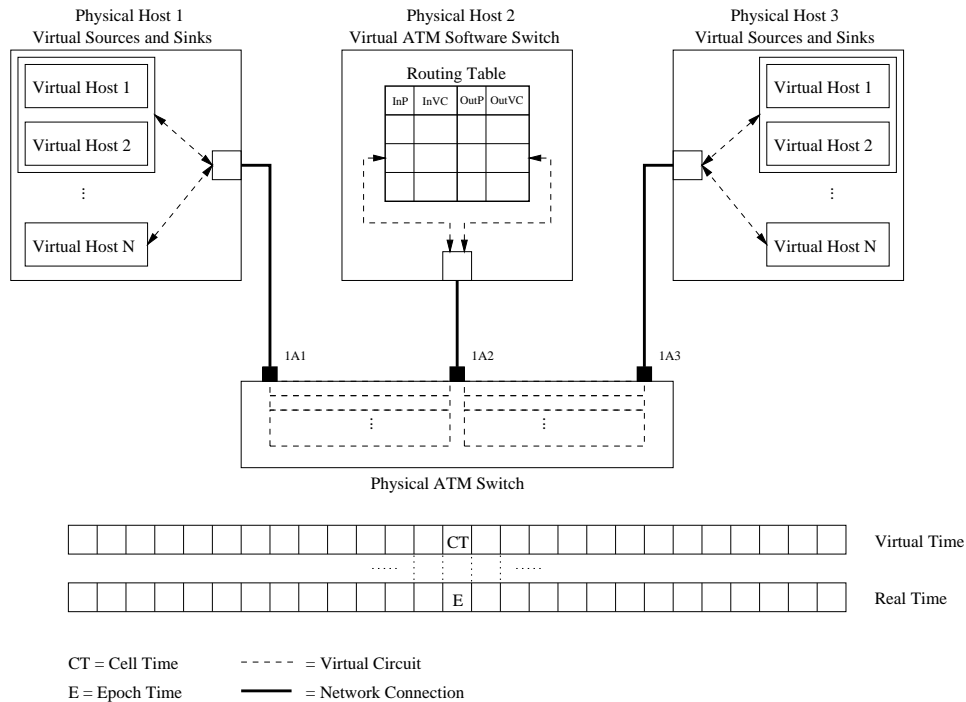 Physical Host 1
Virtual Sources and Sinks
Virtual Host 1
Virtual Host 2
...
Virtual Host N
Physical Host 2
Virtual ATM Software Switch
Routing Table
InP InVC OutP OutVC
Physical Host 3
Virtual Sources and Sinks
Virtual Host 1
Virtual Host 2
...
Virtual Host N
1A1
1A2
1A3
...
...
Physical ATM Switch
CT
Virtual Time
..... .....
E
Real Time
CT = Cell Time
= Virtual Circuit
E = Epoch Time
= Network Connection